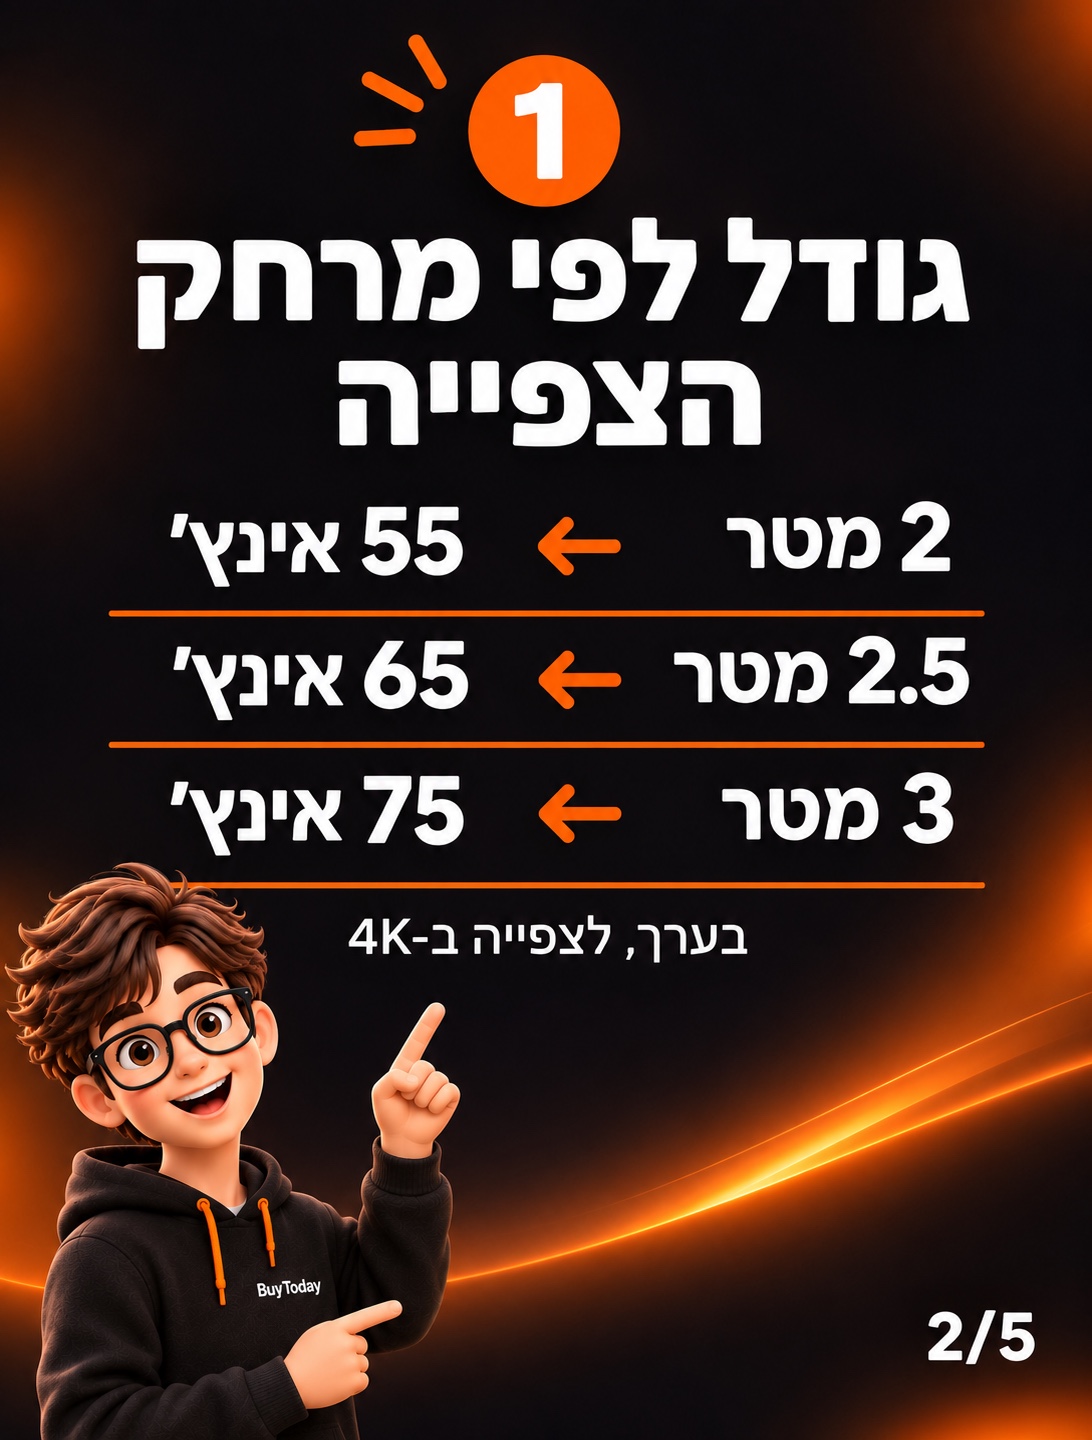 1
גודל לפי מרחק
הצפייה
2 מטר ← 55 אינץ'
2.5 מטר ← 65 אינץ'
3 מטר ← 75 אינץ'
בערך, לצפייה ב-4K
BuyToday
2/5